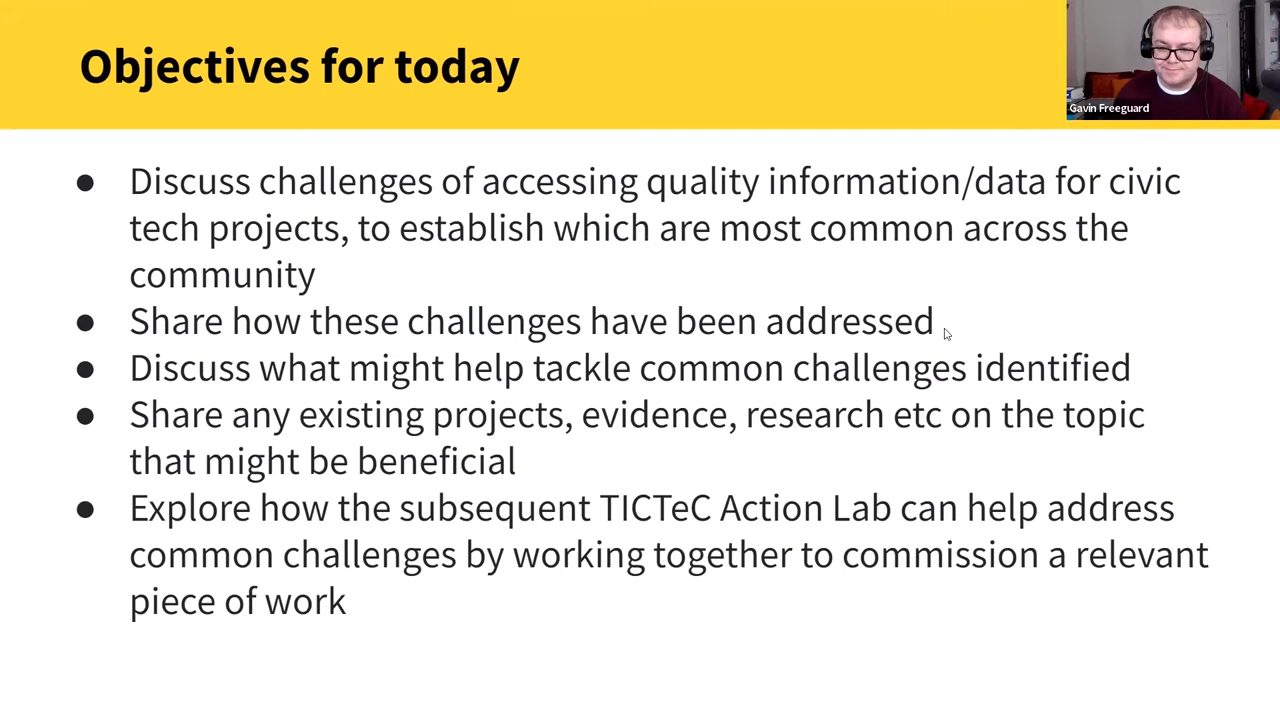 Objectives for today
Gavin Freeguard
● Discuss challenges of accessing quality information/data for civic
tech projects, to establish which are most common across the
community
● Share how these challenges have been addressed
● Discuss what might help tackle common challenges identified
● Share any existing projects, evidence, research etc on the topic
that might be beneficial
● Explore how the subsequent TICTeC Action Lab can help address
common challenges by working together to commission a relevant
piece of work